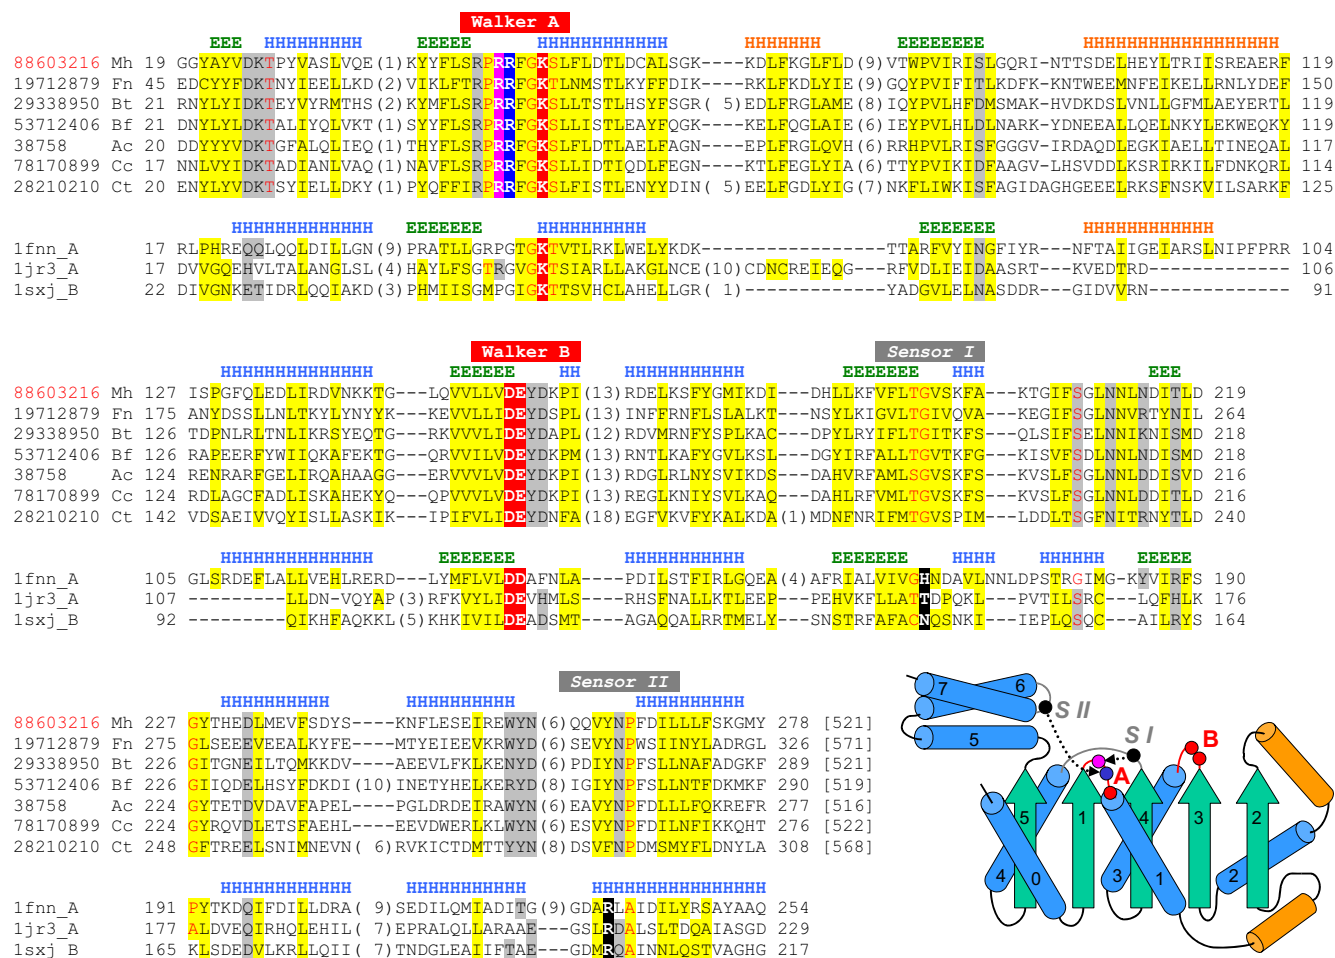 Walker A
EEE HHHHHHHHH EEEEE HHHHHHHHHHHH HHHHHHH EEEEEEEE HHHHHHHHHHHHHHHHHH
88603216 Mh 19 GGYAYVDKTPYVASLVQE(1)KYYFLSRPRRFGKSLFLDTLDCALSGK----KDLFKGLFLD(9)VTWPVIRISLGQRI-NTTSDELHEYLTRIISREAERF 119
19712879 Fn 45 EDCYYFDKTNYIEELLKD(2)VIKLFTRPRRFGKTLNMSTLKYFFDIK----RKLFKDLYIE(9)GQYPVIFITLKDFK-KNTWEEMNFEIKELLRNLYDEF 150
29338950 Bt 21 RNYLYIDKTEYVYRMTHS(2)KYMFLSRPRRFGKSLLTSTLHSYFSGR( 5)EDLFRGLAME(8)IQYPVLHFDMSMAK-HVDKDSLVNLLGFMLAEYERTL 119
53712406 Bf 21 DNYLYLDKTALIYQLVKT(1)SYYFLSRPRRFGKSLLISTLEAYFQGK----KELFQGLAIE(6)IEYPVLHLDLNARK-YDNEEALLQELNKYLEKWEQKY 119
38758 Ac 20 DDYYYVDKTGFALQLIEQ(1)THYFLSRPRRFGKSLFLDTLAELFAGN----EPLFRGLQVH(6)RRHPVLRISFGGGV-IRDAQDLEGKIAELLTINEQAL 117
78170899 Cc 17 NNLVYIDKTADIANLVAQ(1)NAVFLSRPRRFGKSLLIDTIQDLFEGN----KTLFEGLYIA(6)TTYPVIKIDFAAGV-LHSVDDLKSRIRKILFDNKQRL 114
28210210 Ct 20 ENYLYVDKTSYIELLDKY(1)PYQFFIRPRRFGKSLFISTLENYYDIN( 5)EELFGDLYIG(7)NKFLIWKISFAGIDAGHGEEELRKSFNSKVILSARKF 125
HHHHHHHHHHHHH EEEEEEE HHHHHHHHHH EEEEEEE HHHHHHHHHHHH
1fnn_A 17 RLPHREQQLQQLDILLGN(9)PRATLLGRPGTGKTVTLRKLWELYKDK------------------TTARFVYINGFIYR---NFTAIIGEIARSLNIPFPRR 104
1jr3_A 17 DVVGQEHVLTALANGLSL(4)HAYLFSGTRGVGKTSIARLLAKGLNCE(10)CDNCREIEQG---RFVDLIEIDAASRT---KVEDTRD------------- 106
1sxj_B 22 DIVGNKETIDRLQQIAKD(3)PHMIISGMPGIGKTTSVHCLAHELLGR( 1)---------------YADGVLELNASDDR---GIDVVRN------------- 91
Walker B Sensor I
HHHHHHHHHHHHHH EEEEEE HH HHHHHHHHHHH EEEEEEE HHH EEE
88603216 Mh 127 ISPGFQLEDLIRDVNKKTG---LQVVLLVDEYDKPI(13)RDELKSFYGMIKDI---DHLLKFVFLTGVSKFA---KTGIFSGLNNLNDITLD 219
19712879 Fn 175 ANYDSSLLNLTKYLYNYYK---KEVVLLIDEYDSPL(13)INFFRNFLSLALKT---NSYLKIGVLTGIVQVA---KEGIFSGLNNVRTYNIL 264
29338950 Bt 126 TDPNLRLTNLIKRSYEQTG---RKVVVLIDEYDAPL(12)RDVMRNFYSPLKAC---DPYLRYIFLTGITKFS---QLSIFSELNNIKNISMD 218
53712406 Bf 126 RAPEERFYWIIQKAFEKTG---QRVVILVDEYDKPM(13)RNTLKAFYGVLKSL---DGYIRFALLTGVTKFG---KISVFSDLNNLMDISMD 218
38758 Ac 124 RENRARFGELIRQAHAAGG---ERVVLLVDEYDKPI(13)RDGLRLNYSVIKDS---DAHVRFAMLSGVSKFS---KVSLFSGLNNLDDISVD 216
78170899 Cc 124 RDLAGCFADLISKAHEKYQ---QPVVVLVDEYDKPI(13)REGLKNIYSVLKAQ---DAHLRFVMLTGVSKFS---KVSLFSGLNNLDDITLD 216
28210210 Ct 142 VDSAEIVVQYISLLASKIK---IPIFVLIDEYDNFA(18)EGFVKVFYKALKDA(1)MDNFNRIFMTGVSPIM---LDDLTSGFNITRNYTLD 240
HHHHHHHHHHHHHH EEEEEEE HHHHHHHHHHH EEEEEEE HHHH HHHHHH EEEEE
1fnn_A 105 GLSRDEFLALLVEHLRERD--LYMFLVLDDAFNLA----PDILSTFIRLGQEA(4)AFRIALVIVGHNDAVLNNLDPSTRGIMG-KYVIRFS 190
1jr3_A 107 ---------LLDN-VQYAP(3)RFKVYLIDEVHMLS----RHSFNALLKTLEEP---PEHVKFLLATTDPQKL---PVTILSRC---LQFHLK 176
1sxj_B 92 ---------QIKHFAQKKL(5)KHKIVILDEADSMT----AGAQQALRRTMELY---SNSTRFAFACNQSNKI---IEPLQSQC---AILRYS 164
Sensor II
HHHHHHHHHH HHHHHHHHHH HHHHHHHHHH
88603216 Mh 227 GYTHEDLMEVFSDYS----KNFLESEIREWYN(6)QQVYNPFDILLLFSKGMY 278 [521]
19712879 Fn 275 GLSEEEVEEALKYFE----MTYEIEEVKRWYD(6)SEVYNPWSIINYLADRGL 326 [571]
29338950 Bt 226 GITGNEILTQMKKDV----AEEVLFKLKENYD(6)PDIYNPFSLLNVLADGKF 289 [521]
53712406 Bf 226 GIIQDELHSYFDKDI(10)DMTYHELKERYD(8)IGIYNPFSLLNTFDKMKF 290 [519]
38758 Ac 224 GYTETDVDAVFAPEL----PGLDRDEIRAWYN(6)EAVYNPFDLLLFQKREFR 277 [516]
78170899 Cc 224 GYRQVDLETSFAEHL----EEVDWERLKLWYN(6)ESVYNPFDILNFIKKQHT 276 [522]
28210210 Ct 248 GFTREELSNIMNEVN( 6)RVKICTDMTTYYN(8)DSVFNPDMSMYFLDNYLA 308 [568]
HHHHHHHHHHHH HHHHHHHHHHH HHHHHHHHHHHHHHHH
1fnn_A 191 PYTKDQIFDILLDRA( 9)SEDILQMIADITG(9)GDARLAIDILYRSAYAAQ 254
1jr3_A 177 ALDVEQIRHQLEHIL( 7)EPRALQLLARAAE---GSLRDALSLTDQAIASGD 229
1sxj_B 165 KLSDEDVLKRLLQII( 7)TNDGLEAIIFTAE---GDMRQAINNLQSTVAGHG 217
7 6
S II
5
S I
B
A
5 1 4 3 2
4 0 3 1 2